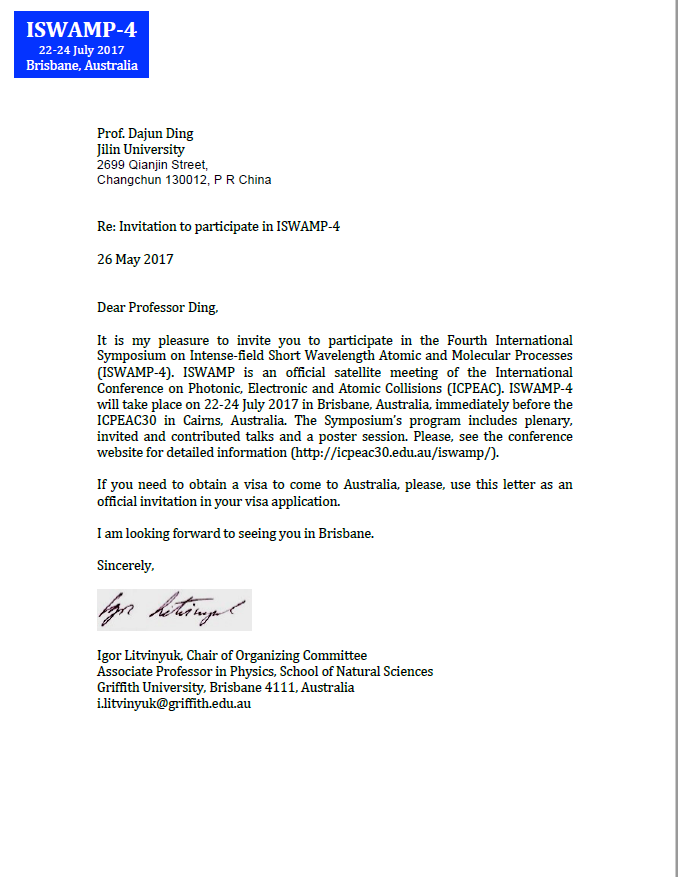 ISWAMP-4
22-24 July 2017
Brisbane, Australia
Prof. Dajun Ding
Jilin University
2699 Qianjin Street,
Changchun 130012, P R China
Re: Invitation to participate in ISWAMP-4
26 May 2017
Dear Professor Ding,
It is my pleasure to invite you to participate in the Fourth International
Symposium on Intense-field Short Wavelength Atomic and Molecular Processes
(ISWAMP-4). ISWAMP is an official satellite meeting of the International
Conference on Photonic, Electronic and Atomic Collisions (ICPEAC). ISWAMP-4
will take place on 22-24 July 2017 in Brisbane, Australia, immediately before the
ICPEAC30 in Cairns, Australia. The Symposium's program includes plenary,
invited and contributed talks and a poster session. Please, see the conference
website for detailed information (http://icpeac30.edu.au/iswamp/).
If you need to obtain a visa to come to Australia, please, use this letter as an
official invitation in your visa application.
I am looking forward to seeing you in Brisbane.
Sincerely,
Igor Litvinyuk
Igor Litvinyuk, Chair of Organizing Committee
Associate Professor in Physics, School of Natural Sciences
Griffith University, Brisbane 4111, Australia
i.litvinyuk@griffith.edu.au